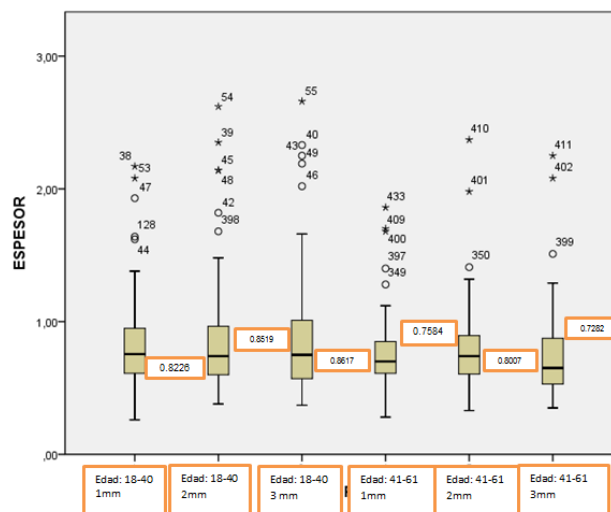 3,00
2,00
1,00
,00
ESPESOR
38
53
47
128
44
54
39
45
48
42
398
55
40
43
49
46
433
409
400
397
349
410
401
350
411
402
399
0.8226
0.8519
0.8617
0.7584
0.8007
0.7282
Edad: 18-40
1mm
Edad: 18-40
2mm
Edad: 18-40
3 mm
Edad: 41-61
1mm
Edad: 41-61
2mm
Edad: 41-61
3mm